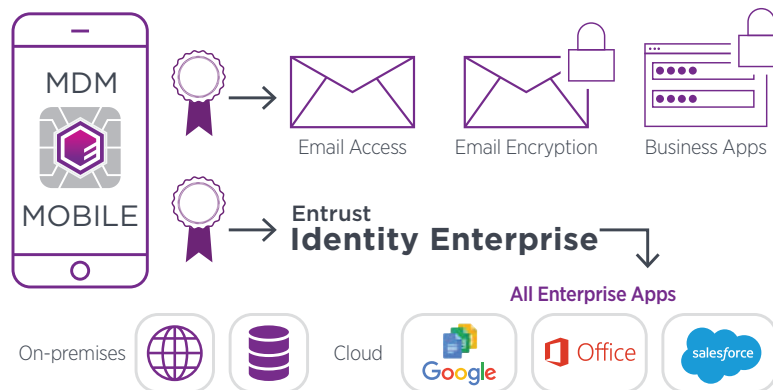 MDM
MOBILE
Email Access
Email Encryption
Business Apps
Entrust
Identity Enterprise
All Enterprise Apps
On-premises
Cloud
Google
Office
salesforce